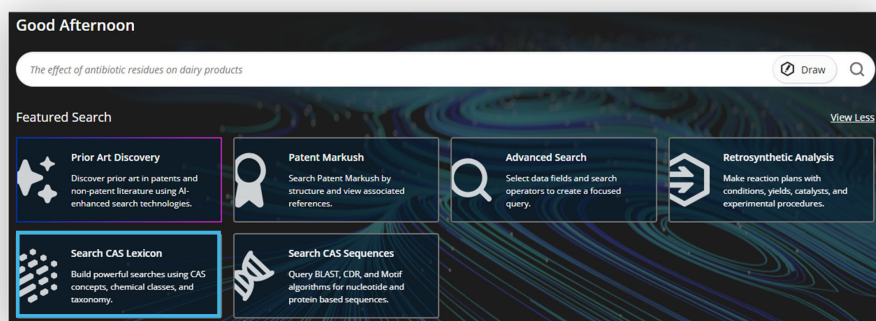 Good Afternoon
The effect of antibiotic residues on dairy products
Draw
Featured Search
View Less
Prior Art Discovery
Discover prior art in patents and
non-patent literature using AI-
enhanced search technologies.
Patent Markush
Search Patent Markush by
structure and view associated
references.
Advanced Search
Select data fields and search
operators to create a focused
query.
Retrosynthetic Analysis
Make reaction plans with
conditions, yields, catalysts, and
experimental procedures.
Search CAS Lexicon
Build powerful searches using CAS
concepts, chemical classes, and
taxonomy.
Search CAS Sequences
Query BLAST, CDR, and Motif
algorithms for nucleotide and
protein based sequences.